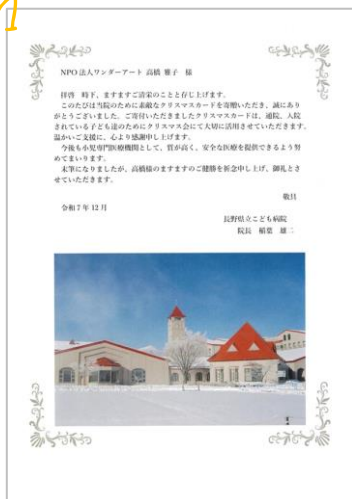 NPO法人ワンダーアート 高橋 雅子 様
拝啓 時下、ますますご清栄のことと存じ上げます。
このたびは当院のために素敵なクリスマスカードを寄贈いただき、誠にあり
がとうございました。ご寄付いただきましたクリスマスカードは、通院、入院
されている子ども達のためにクリスマス会にて大切に活用させていただきます。
温かいご支援に、心より感謝申し上げます。
今後も小児専門医療機関として、質が高く、安全な医療を提供できるよう努
めてまいります。
末筆になりましたが、高橋様のますますのご健勝を祈念申し上げ、御礼とさ
せていただきます。
敬具
令和7年12月
長野県立こども病院
院長 稲葉 雄二